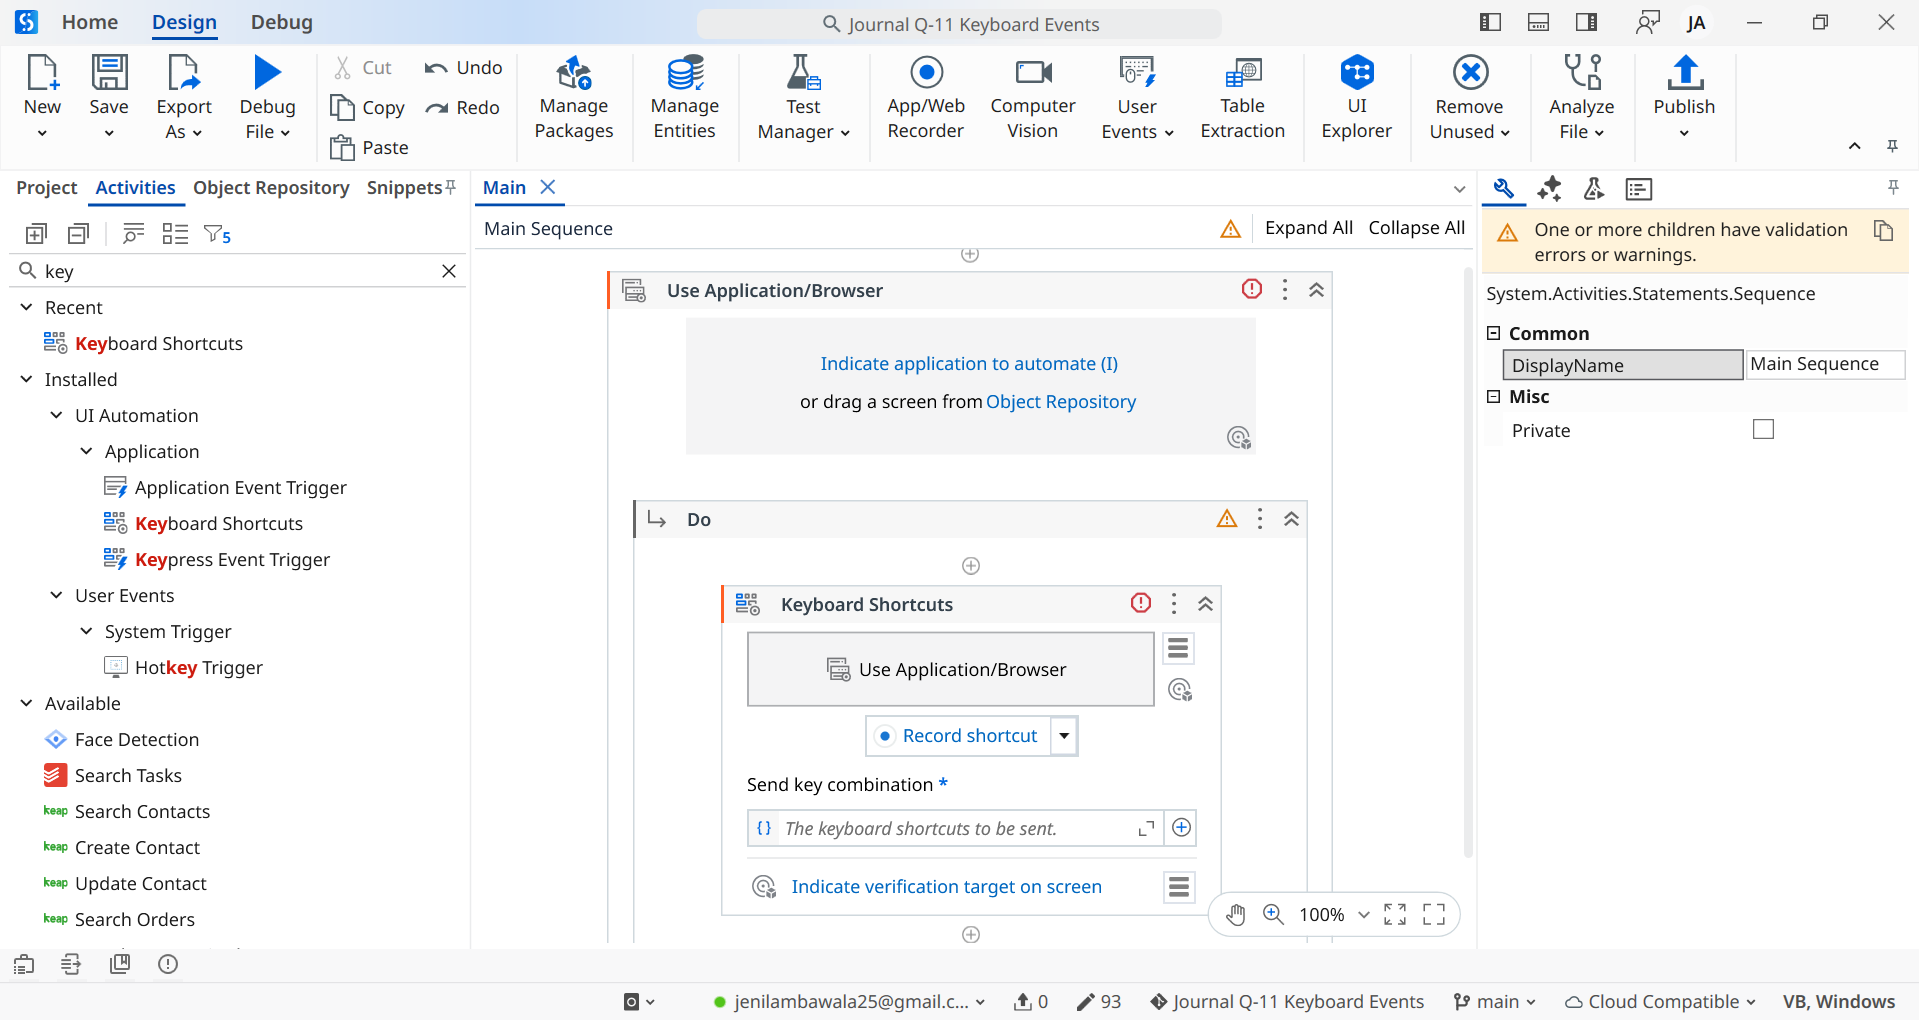 Home Design Debug
Journal Q-11 Keyboard Events
JA
New
Save
Export As
Debug File
Cut
Copy
Paste
Undo
Redo
Manage Packages
Manage Entities
Test Manager
App/Web Recorder
Computer Vision
User Events
Table Extraction
UI Explorer
Remove Unused
Analyze File
Publish
Project Activities Object Repository Snippets
5
key
Recent
Keyboard Shortcuts
Installed
UI Automation
Application
Application Event Trigger
Keyboard Shortcuts
Keypress Event Trigger
User Events
System Trigger
Hotkey Trigger
Available
Face Detection
Search Tasks
keap Search Contacts
keap Create Contact
keap Update Contact
keap Search Orders
Main
Main Sequence
Expand All Collapse All
Use Application/Browser
Indicate application to automate (I)
or drag a screen from Object Repository
Do
Keyboard Shortcuts
Use Application/Browser
Record shortcut
Send key combination *
{} The keyboard shortcuts to be sent.
Indicate verification target on screen
100%
One or more children have validation
errors or warnings.
System.Activities.Statements.Sequence
Common
DisplayName Main Sequence
Misc
Private
jenilambawala25@gmail.c... 0 93 Journal Q-11 Keyboard Events main Cloud Compatible VB, Windows